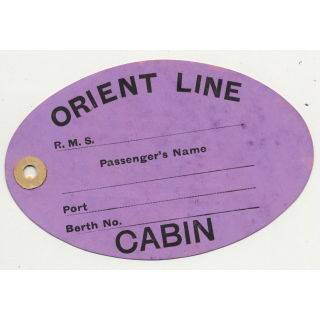 ORIENT LINE
R. M. S.
Passenger's Name
Port
Berth No.
CABIN